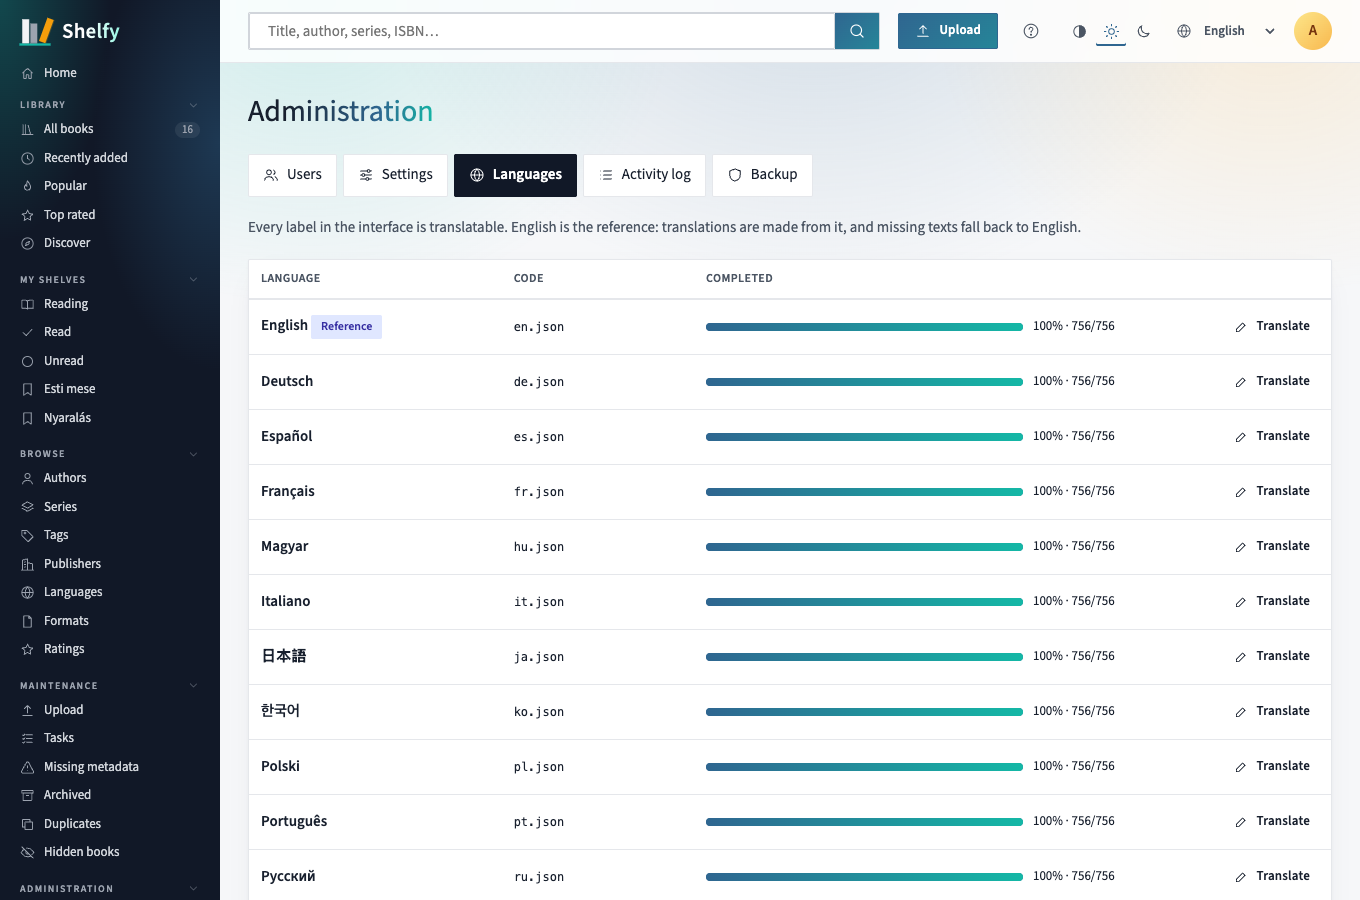 Shelfy
Title, author, series, ISBN…
Upload
English
A
Home
LIBRARY
All books 16
Recently added
Popular
Top rated
Discover
MY SHELVES
Reading
Read
Unread
Esti mese
Nyaralás
BROWSE
Authors
Series
Tags
Publishers
Languages
Formats
Ratings
MAINTENANCE
Upload
Tasks
Missing metadata
Archived
Duplicates
Hidden books
ADMINISTRATION
Administration
Users Settings Languages Activity log Backup
Every label in the interface is translatable. English is the reference: translations are made from it, and missing texts fall back to English.
LANGUAGE CODE COMPLETED
English Reference en.json 100% · 756/756 Translate
Deutsch de.json 100% · 756/756 Translate
Español es.json 100% · 756/756 Translate
Français fr.json 100% · 756/756 Translate
Magyar hu.json 100% · 756/756 Translate
Italiano it.json 100% · 756/756 Translate
日本語 ja.json 100% · 756/756 Translate
한국어 ko.json 100% · 756/756 Translate
Polski pl.json 100% · 756/756 Translate
Português pt.json 100% · 756/756 Translate
Русский ru.json 100% · 756/756 Translate